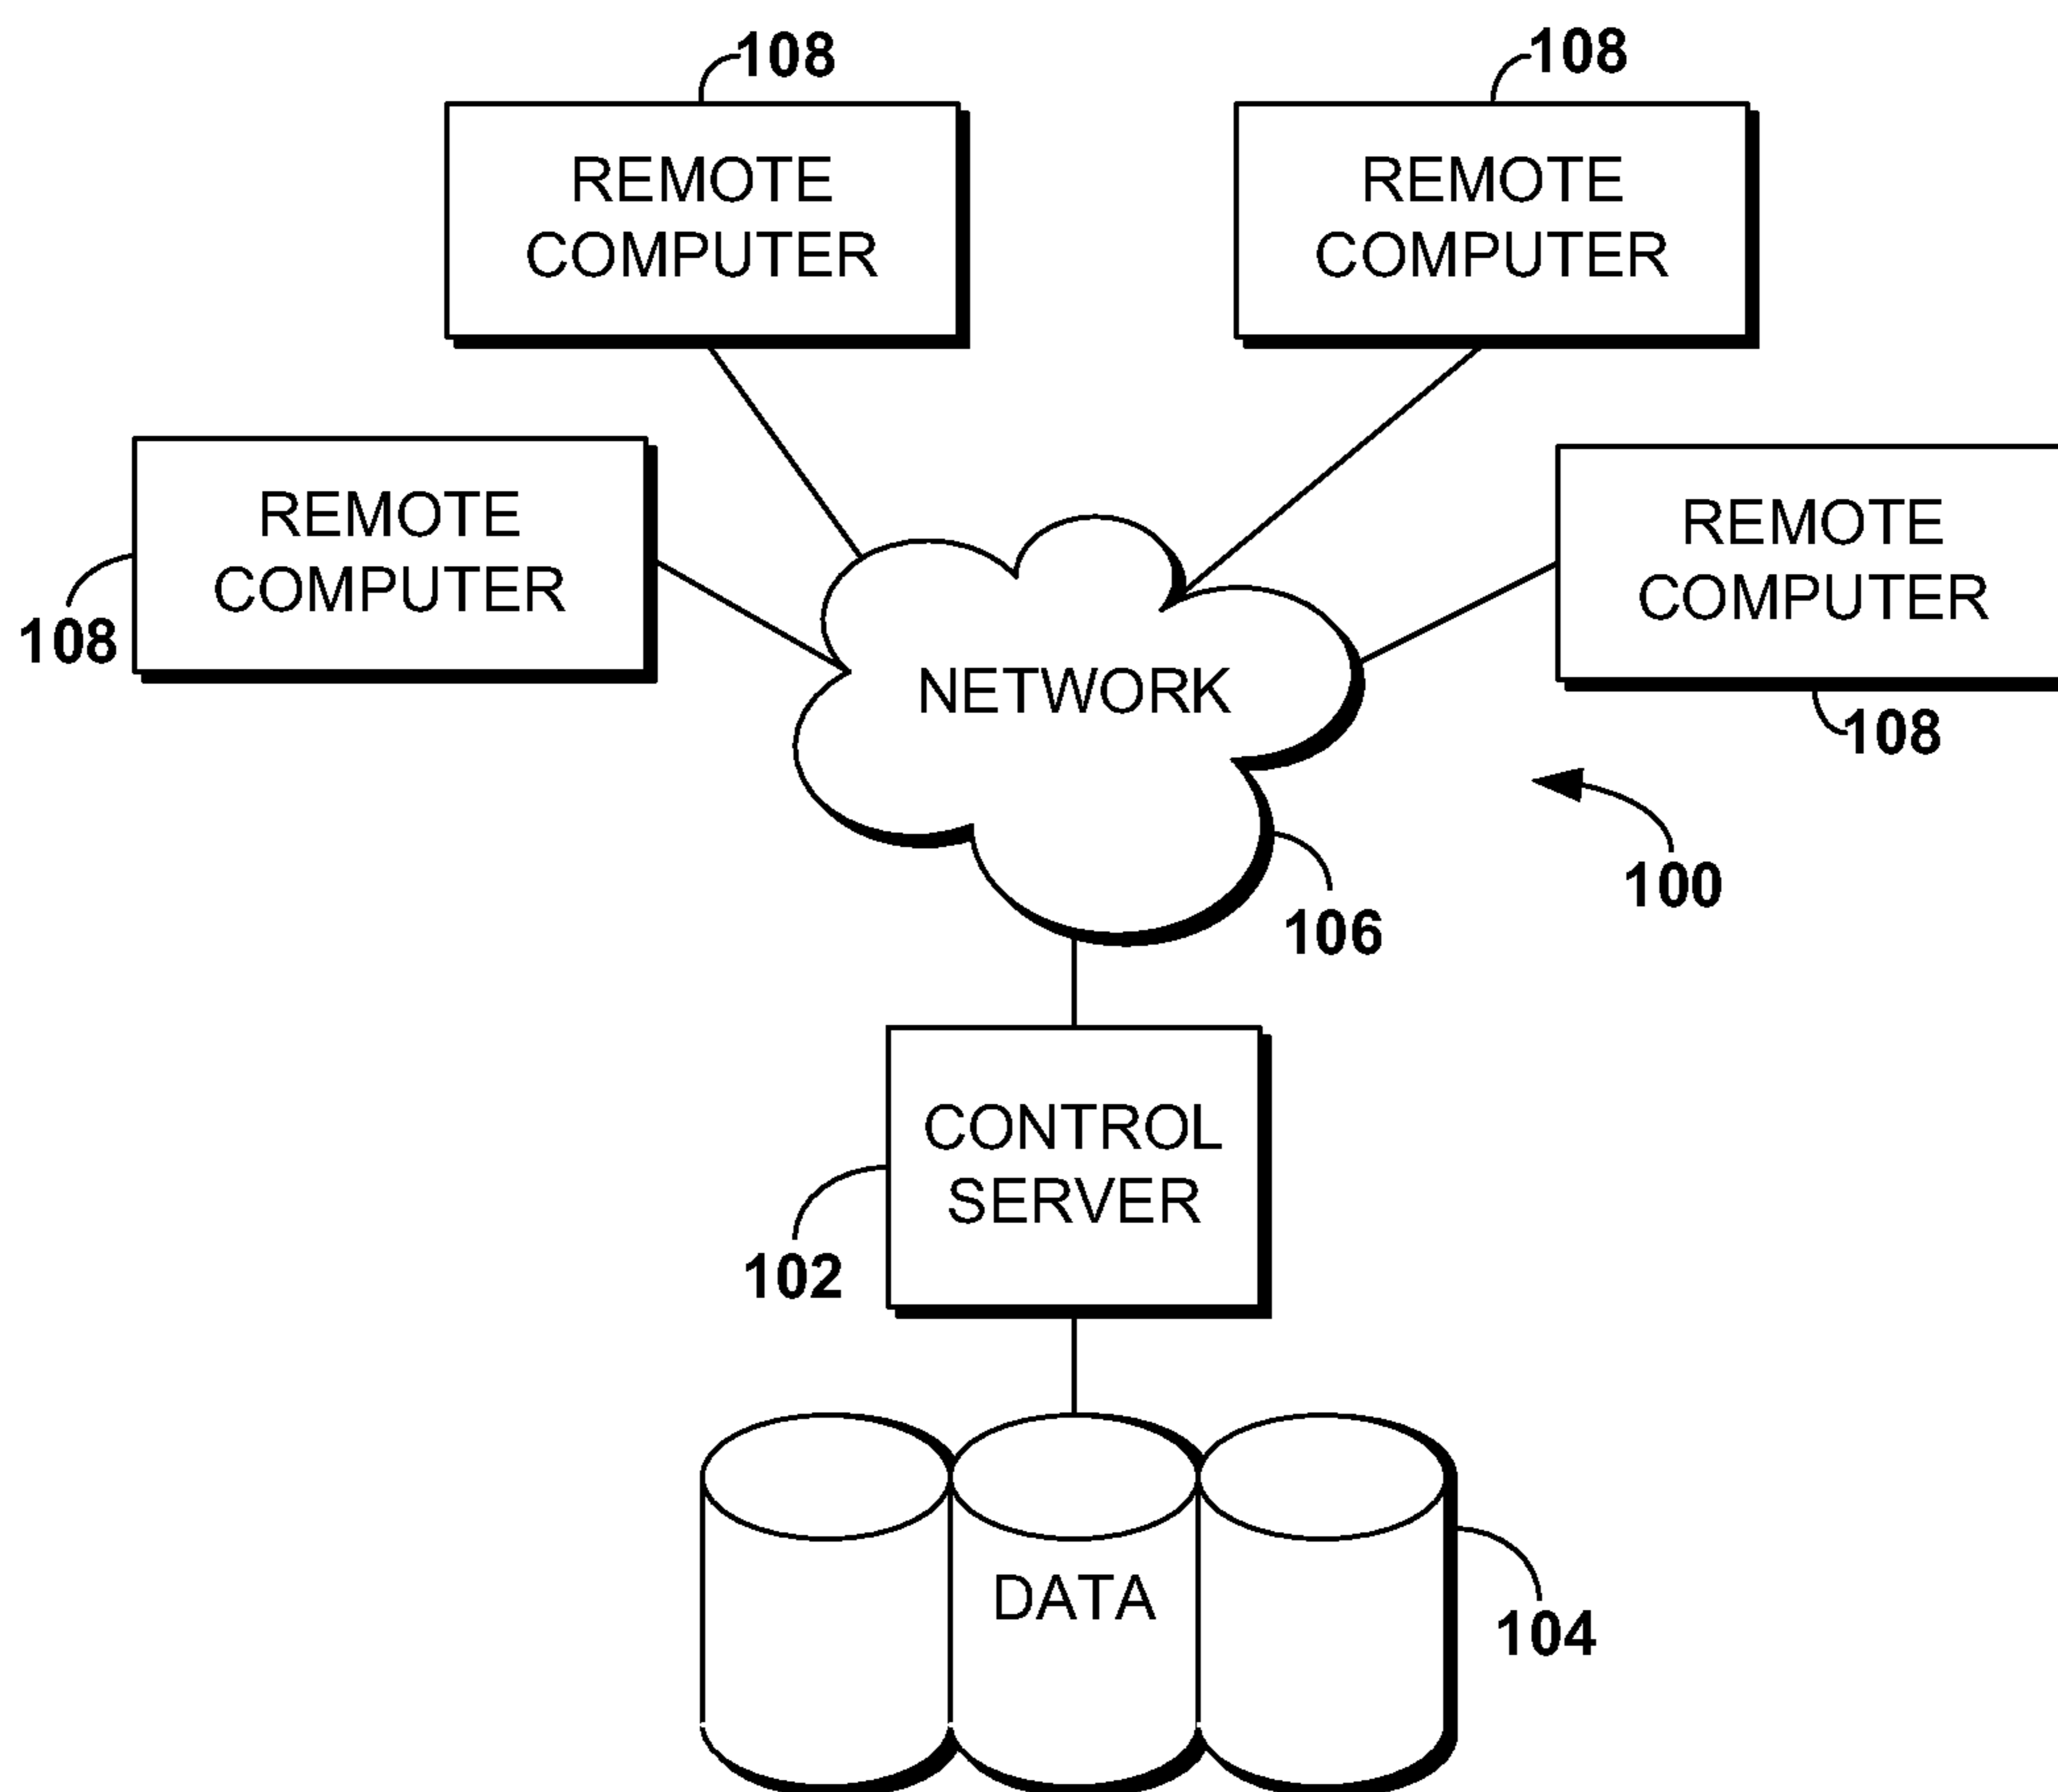 108
108
REMOTE
COMPUTER
REMOTE
COMPUTER
REMOTE
COMPUTER
108
REMOTE
COMPUTER
108
NETWORK
100
106
CONTROL
SERVER
102
DATA
104